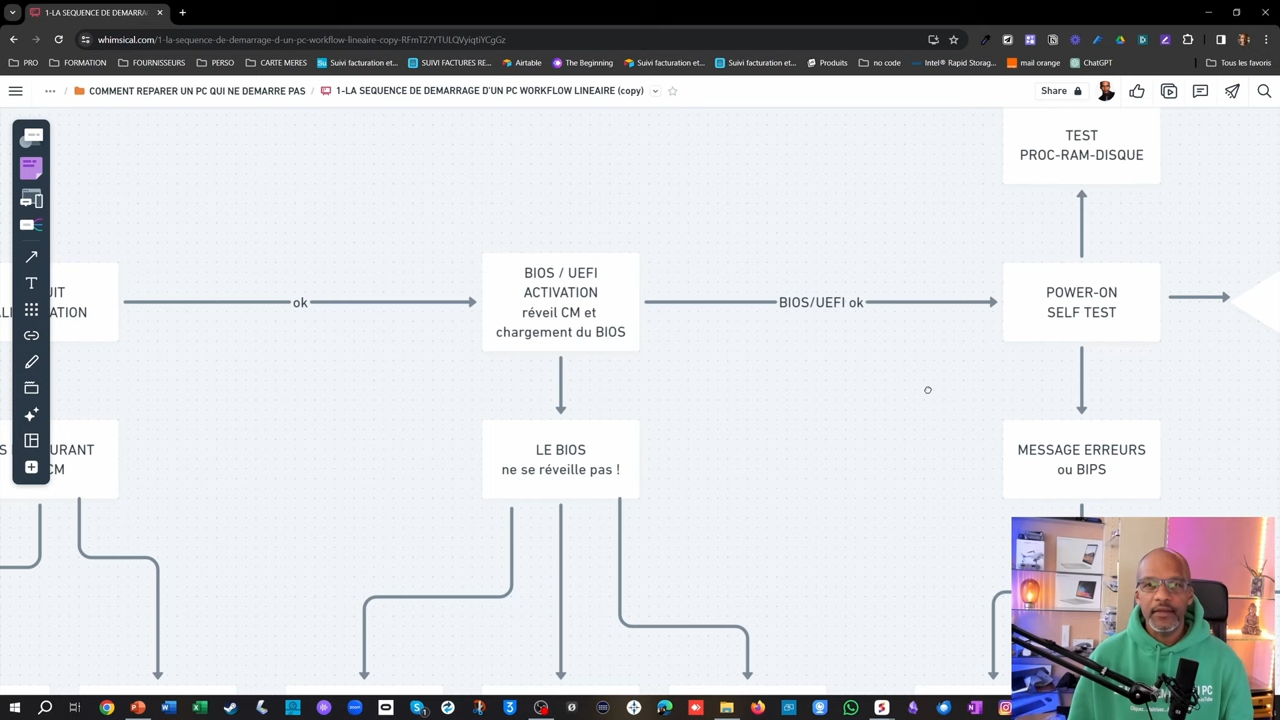 1-LA SEQUENCE DE DEMARRA
whimsical.com/1-la-sequence-de-demarrage-d-un-pc-workflow-lineaire-copy-RFmT27YTULQVyiqtiYCgGz
PRO
FORMATION
FOURNISSEURS
PERSO
CARTE MERES
Suivi facturation et...
SUIVI FACTURES RE...
Airtable
The Beginning
Suivi facturation et...
Suivi facturation et...
Produits
no code
Intel® Rapid Storag...
mail orange
ChatGPT
Tous les favoris
... / COMMENT REPARER UN PC QUI NE DEMARRE PAS / 1-LA SEQUENCE DE DEMARRAGE D'UN PC WORKFLOW LINEAIRE (copy)
Share
TEST
PROC-RAM-DISQUE
UIT
ATION
ok
BIOS / UEFI
ACTIVATION
réveil CM et
chargement du BIOS
BIOS/UEFI ok
POWER-ON
SELF TEST
URANT
CM
LE BIOS
ne se réveille pas !
MESSAGE ERREURS
ou BIPS